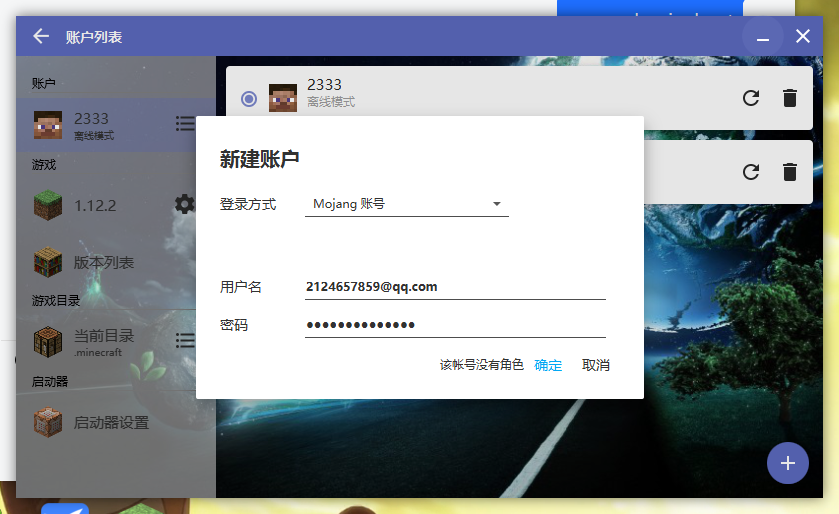 账户列表
账户
2333
离线模式
游戏
1.12.2
版本列表
游戏目录
当前目录
.minecraft
启动器
启动器设置
2333
离线模式
新建账户
登录方式
Mojang 账号
用户名
2124657859@qq.com
密码
●●●●●●●●●●●●●●
该帐号没有角色 确定 取消